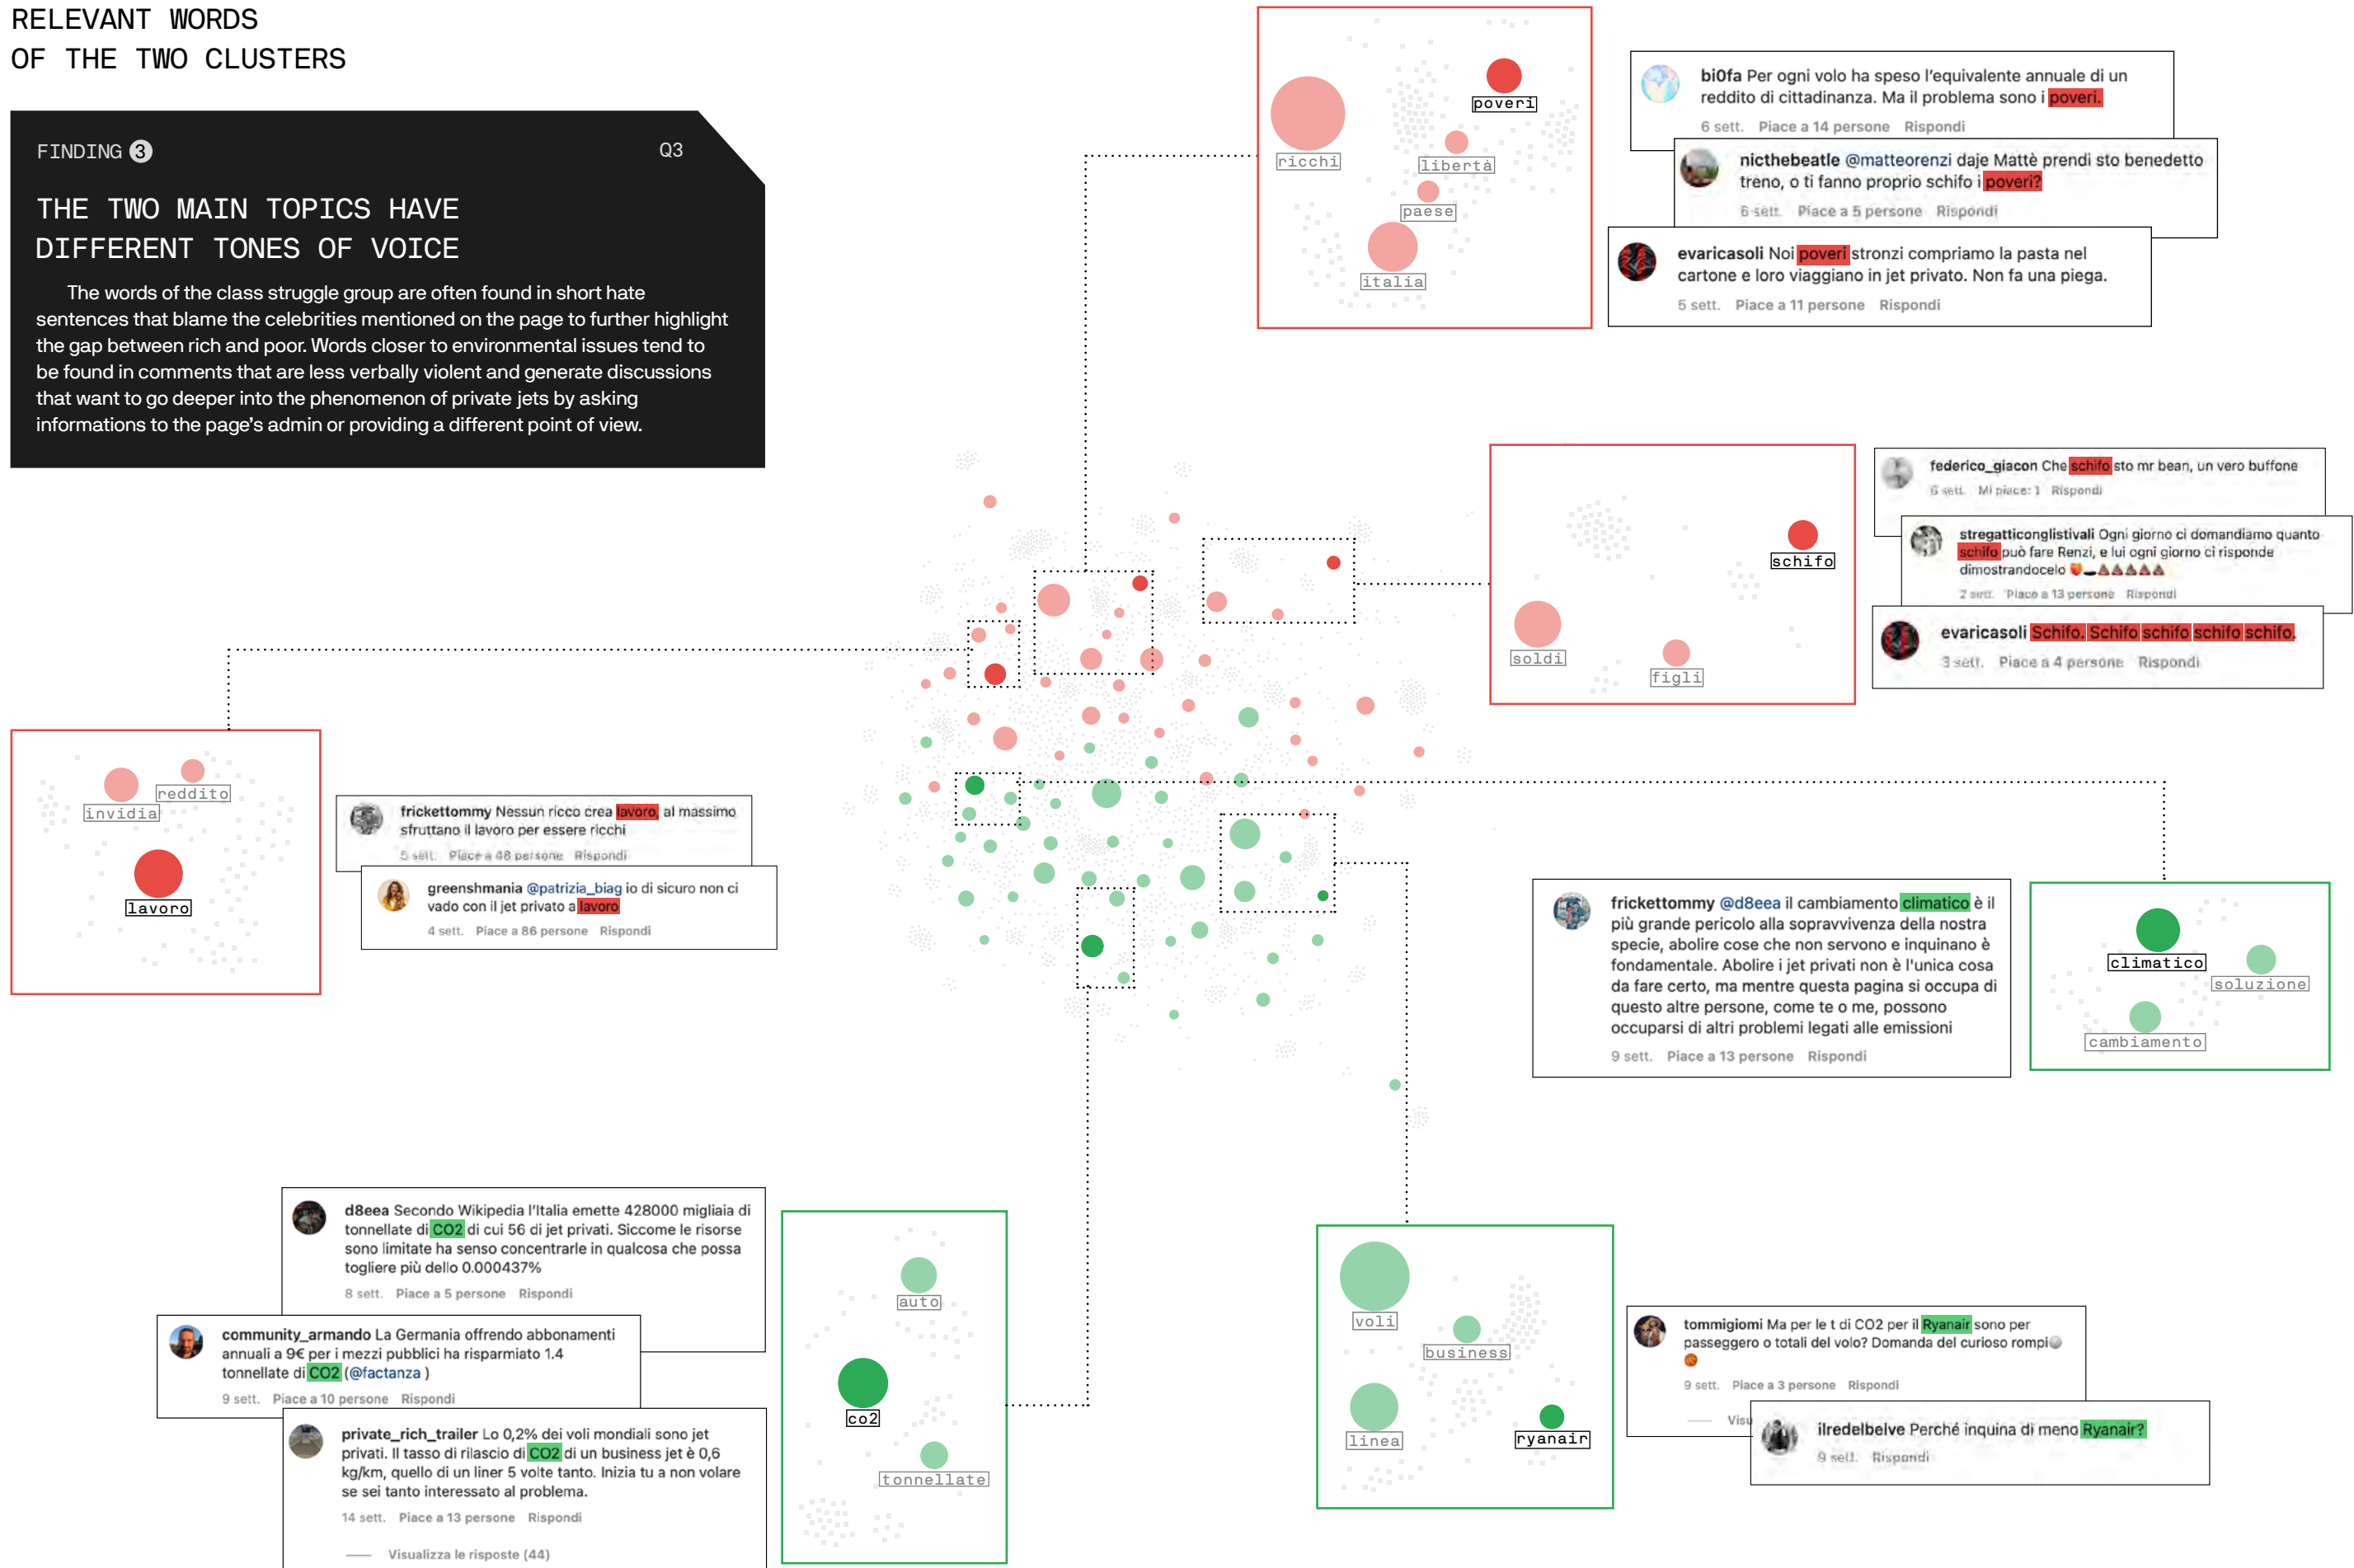 RELEVANT WORDS
OF THE TWO CLUSTERS
FINDING 3
Q3
THE TWO MAIN TOPICS HAVE
DIFFERENT TONES OF VOICE
The words of the class struggle group are often found in short hate
sentences that blame the celebrities mentioned on the page to further highlight
the gap between rich and poor. Words closer to environmental issues tend to
be found in comments that are less verbally violent and generate discussions
that want to go deeper into the phenomenon of private jets by asking
informations to the page's admin or providing a different point of view.
poveri
ricchi
libertà
paese
italia
bi0fa Per ogni volo ha speso l'equivalente annuale di un
reddito di cittadinanza. Ma il problema sono i poveri.
6 sett. Piace a 14 persone Rispondi
nicthebeatle @matteorenzi daje Mattè prendi sto benedetto
treno, o ti fanno proprio schifo i poveri?
6 sett. Piace a 5 persone Rispondi
evaricasoli Noi poveri stronzi compriamo la pasta nel
cartone e loro viaggiano in jet privato. Non fa una piega.
5 sett. Piace a 11 persone Rispondi
schifo
soldi
figli
federico_giacon Che schifo sto mr bean, un vero buffone
6 sett. Mi piace: 1 Rispondi
stregatticonglistivali Ogni giorno ci domandiamo quanto
schifo può fare Renzi, e lui ogni giorno ci risponde
dimostrandocelo
2 sett. Piace a 13 persone Rispondi
evaricasoli Schifo. Schifo schifo schifo schifo.
3 sett. Piace a 4 persone Rispondi
reddito
invidia
lavoro
frickettommy Nessun ricco crea lavoro, al massimo
sfruttano il lavoro per essere ricchi
5 sett. Piace a 48 persone Rispondi
greenshmania @patrizia_biag io di sicuro non ci
vado con il jet privato a lavoro
4 sett. Piace a 86 persone Rispondi
frickettommy @d8eea il cambiamento climatico è il
più grande pericolo alla sopravvivenza della nostra
specie, abolire cose che non servono e inquinano è
fondamentale. Abolire i jet privati non è l'unica cosa
da fare certo, ma mentre questa pagina si occupa di
questo altre persone, come te o me, possono
occuparsi di altri problemi legati alle emissioni
9 sett. Piace a 13 persone Rispondi
climatico
soluzione
cambiamento
d8eea Secondo Wikipedia l'Italia emette 428000 migliaia di
tonnellate di CO2 di cui 56 di jet privati. Siccome le risorse
sono limitate ha senso concentrarle in qualcosa che possa
togliere più dello 0.000437%
8 sett. Piace a 5 persone Rispondi
community_armando La Germania offrendo abbonamenti
annuali a 9€ per i mezzi pubblici ha risparmiato 1.4
tonnellate di CO2 (@factanza )
9 sett. Piace a 10 persone Rispondi
private_rich_trailer Lo 0,2% dei voli mondiali sono jet
privati. Il tasso di rilascio di CO2 di un business jet è 0,6
kg/km, quello di un liner 5 volte tanto. Inizia tu a non volare
se sei tanto interessato al problema.
14 sett. Piace a 13 persone Rispondi
Visualizza le risposte (44)
auto
co2
tonnellate
voli
business
linea
ryanair
tommigiomi Ma per le t di CO2 per il Ryanair sono per
passeggero o totali del volo? Domanda del curioso rompi
9 sett. Piace a 3 persone Rispondi
Visu
ilredelbelve Perché inquina di meno Ryanair?
9 sett. Rispondi